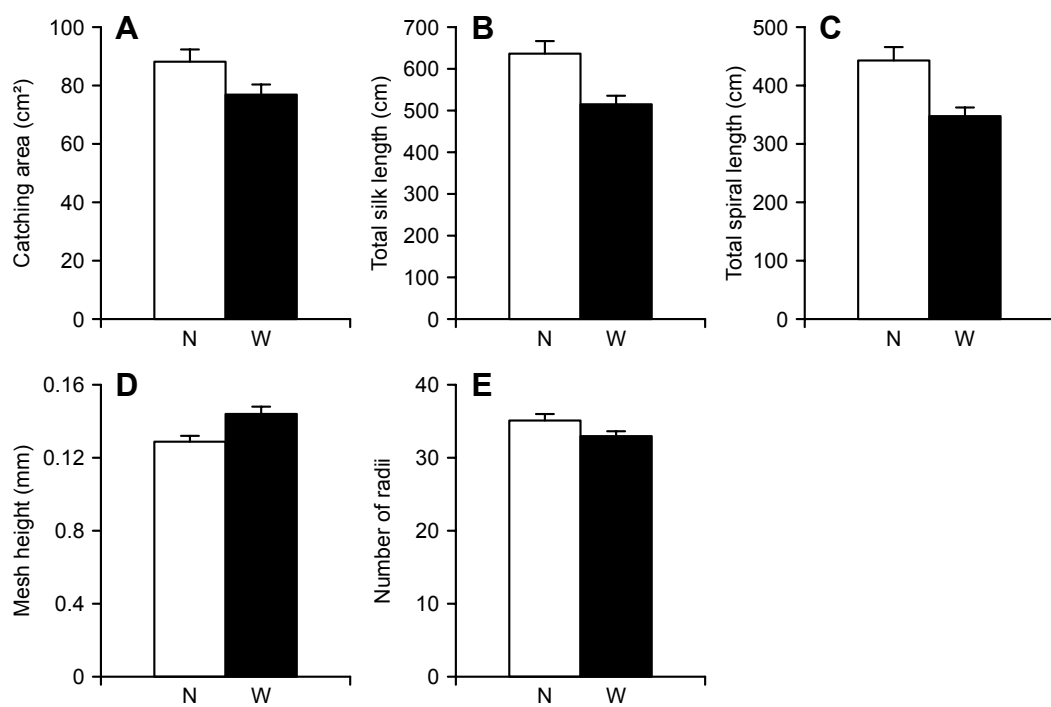 A
Catching area (cm²)
100
80
60
40
20
0
N W
B
Total silk length (cm)
700
600
500
400
300
200
100
0
N W
C
Total spiral length (cm)
500
400
300
200
100
0
N W
D
Mesh height (mm)
0.16
0.12
0.8
0.4
0
N W
E
Number of radii
40
30
20
10
0
N W